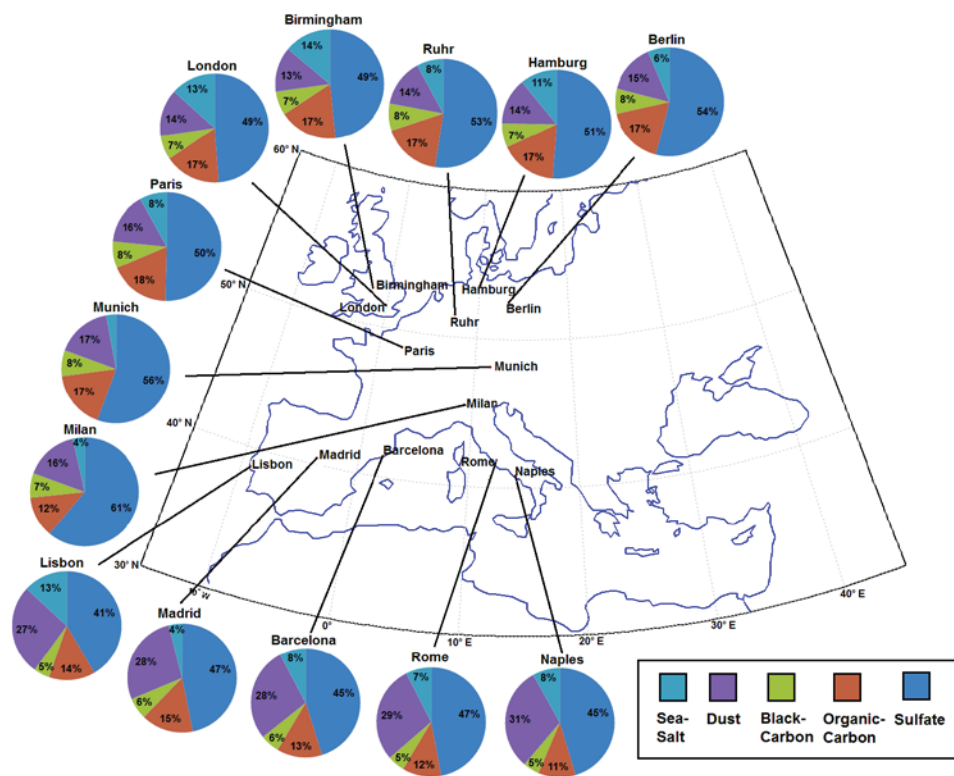 Birmingham
14%
49%
13%
7%
17%
Ruhr
8%
53%
14%
8%
17%
Berlin
6%
54%
15%
8%
17%
London
13%
49%
14%
7%
17%
Hamburg
11%
51%
14%
7%
17%
60° N
Paris
8%
50%
16%
8%
18%
50° N
Birmingham
Hamburg
London
Berlin
Ruhr
Paris
Munich
17%
8%
56%
17%
Munich
Milan
40° N
Milan
4%
16%
7%
61%
12%
Lisbon
Madrid
Barcelona
Rome
Naples
30° N
10° W
0°
10° E
20° E
30° E
40° E
Lisbon
13%
41%
27%
5%
14%
Madrid
4%
47%
28%
6%
15%
Barcelona
8%
45%
28%
6%
13%
Rome
7%
47%
29%
5%
12%
Naples
8%
45%
31%
5%
11%
Sea-
Salt
Dust
Black-
Carbon
Organic-
Carbon
Sulfate